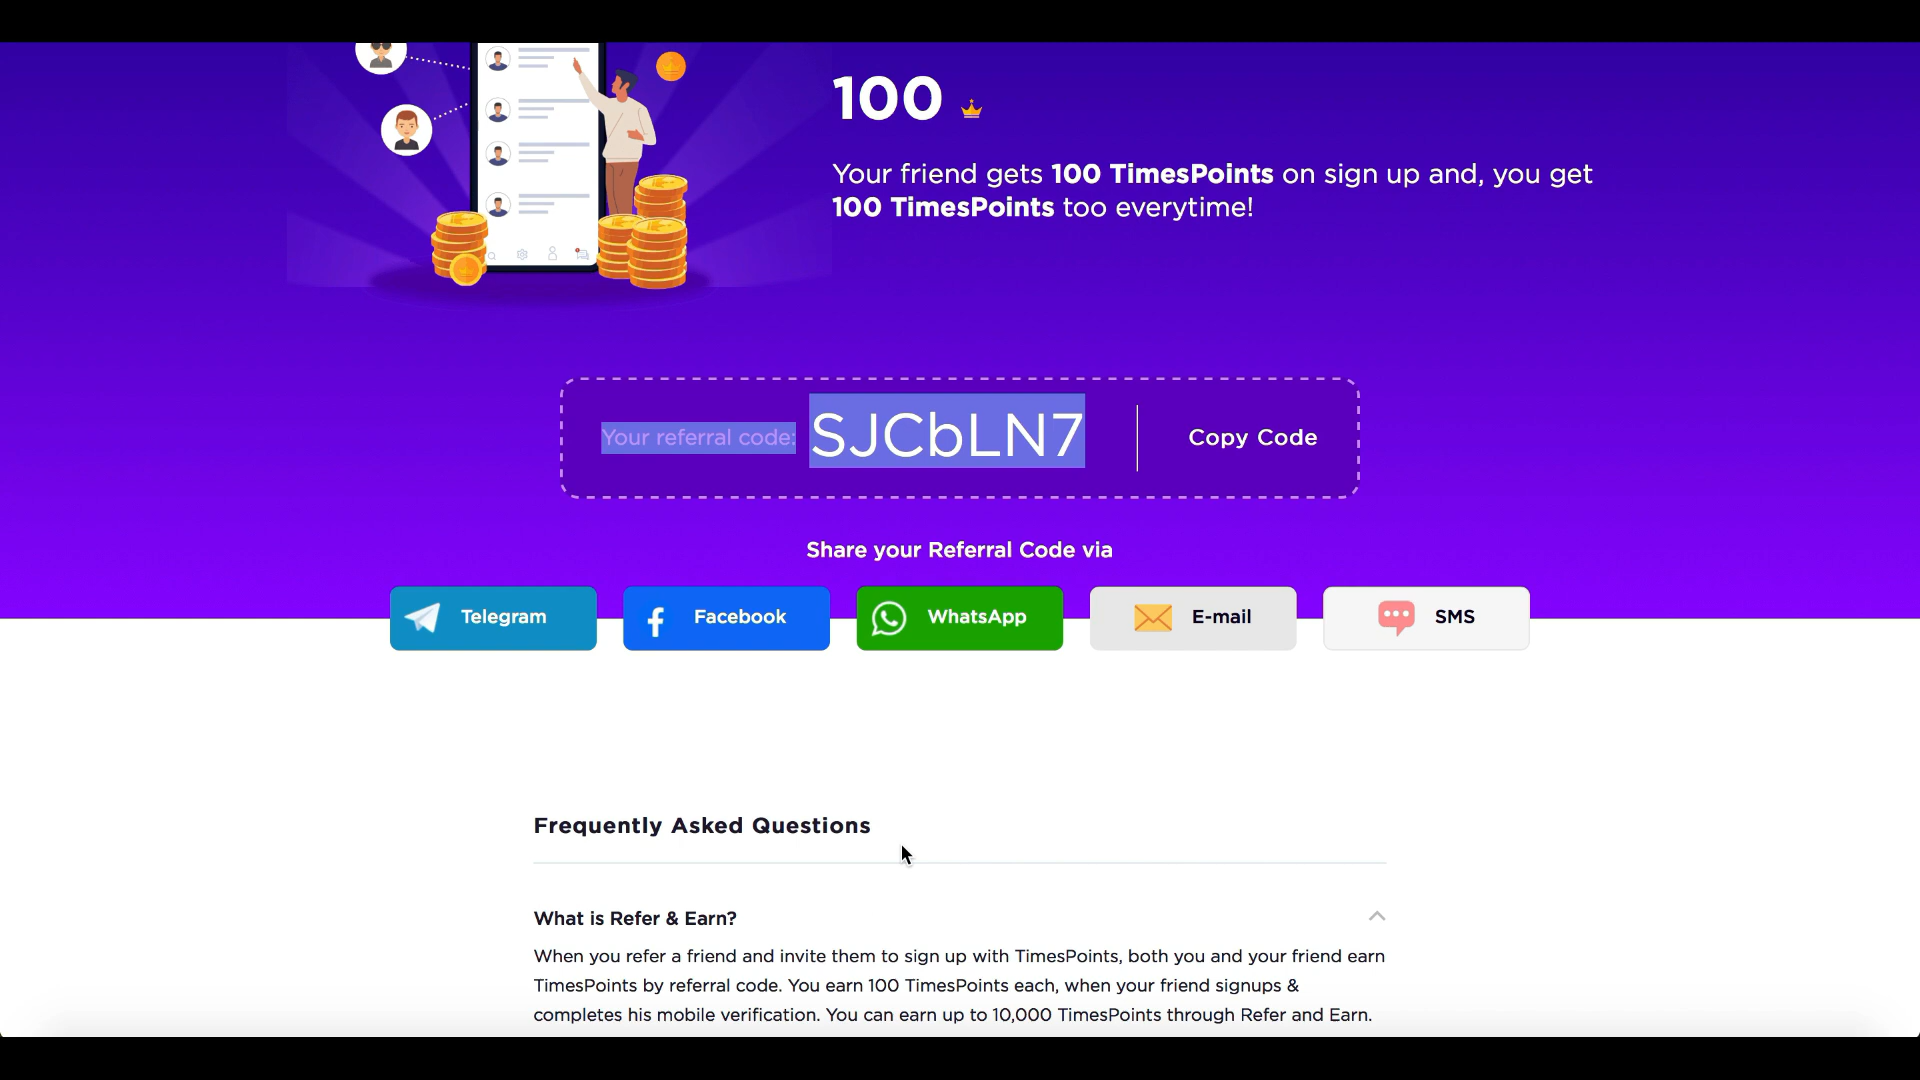 100
Your friend gets 100 TimesPoints on sign up and, you get
100 TimesPoints too everytime!
Your referral code: SJCbLN7
Copy Code
Share your Referral Code via
Telegram
Facebook
WhatsApp
E-mail
SMS
Frequently Asked Questions
What is Refer & Earn?
When you refer a friend and invite them to sign up with TimesPoints, both you and your friend earn
TimesPoints by referral code. You earn 100 TimesPoints each, when your friend signups &
completes his mobile verification. You can earn up to 10,000 TimesPoints through Refer and Earn.